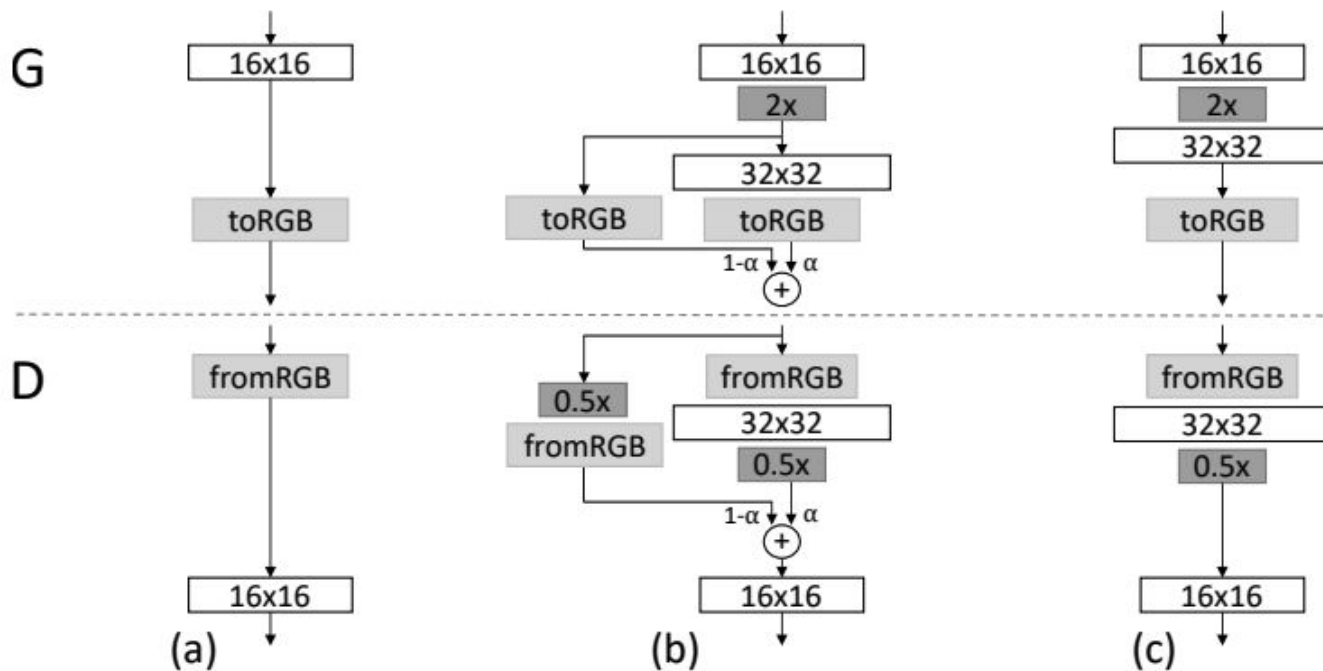 G
16x16
toRGB
16x16
2x
32x32
toRGB
toRGB
1-α
α
+
16x16
2x
32x32
toRGB
D
fromRGB
16x16
fromRGB
0.5x
32x32
fromRGB
0.5x
1-α
α
+
16x16
fromRGB
32x32
0.5x
16x16
(a)
(b)
(c)